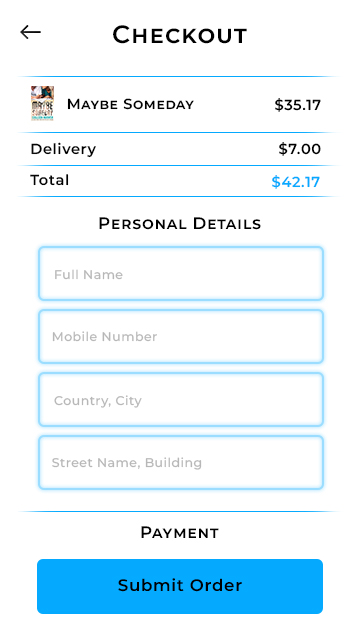 Checkout
Maybe Someday $35.17
Delivery $7.00
Total $42.17
Personal Details
Full Name
Mobile Number
Country, City
Street Name, Building
Payment
Submit Order